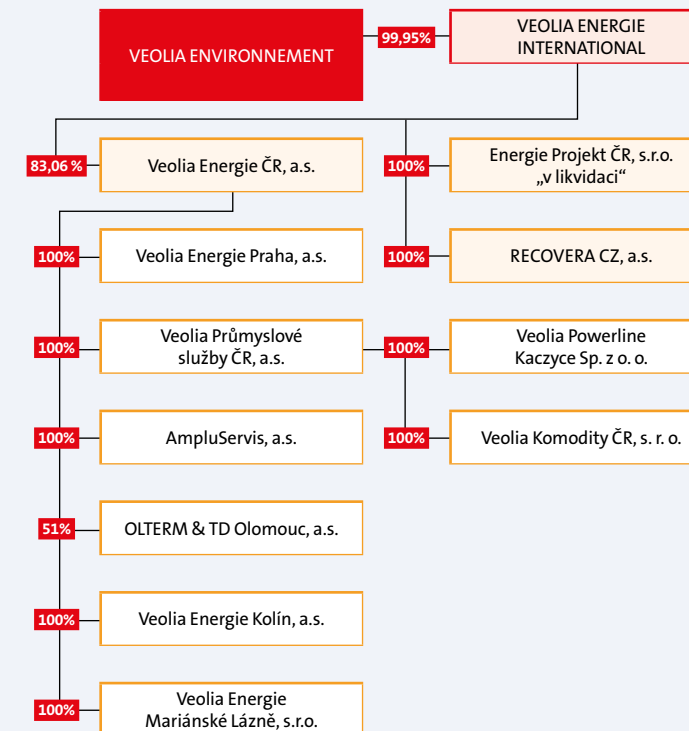 VEOLIA ENVIRONNEMENT
99,95%
VEOLIA ENERGIE
INTERNATIONAL
83,06 %
Veolia Energie ČR, a.s.
100%
Energie Projekt ČR, s.r.o.
„v likvidaci“
100%
Veolia Energie Praha, a.s.
100%
RECOVERA CZ, a.s.
100%
Veolia Průmyslové
služby ČR, a.s.
100%
Veolia Powerline
Kaczyce Sp. z o. o.
100%
AmpluServis, a.s.
100%
Veolia Komodity ČR, s. r. o.
51%
OLTERM & TD Olomouc, a.s.
100%
Veolia Energie Kolín, a.s.
100%
Veolia Energie
Mariánské Lázně, s.r.o.